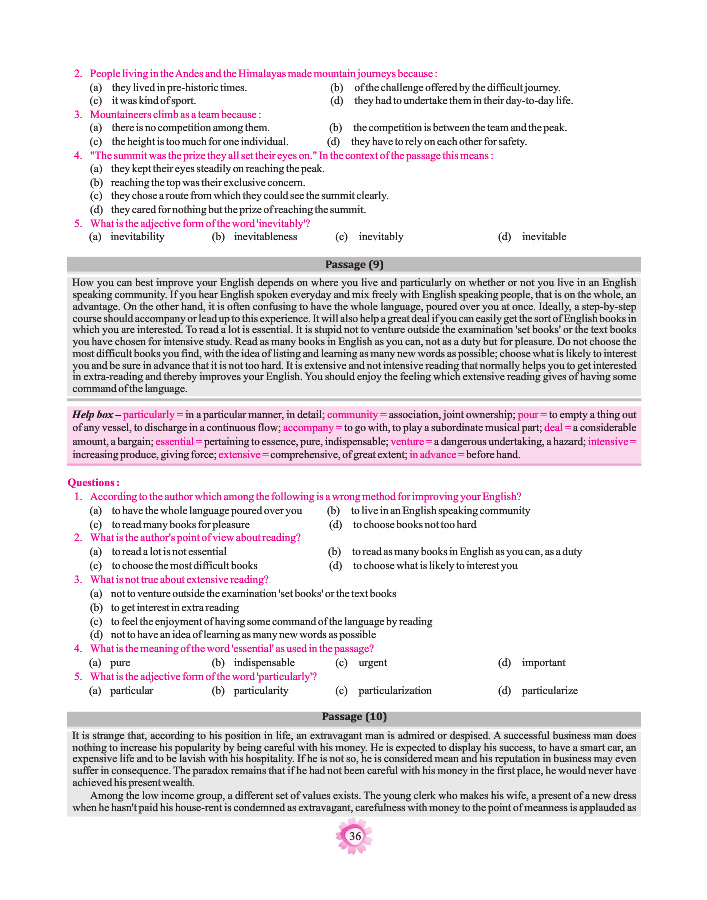 2. People living in the Andes and the Himalayas made mountain journeys because :
(a) they lived in pre-historic times. (b) of the challenge offered by the difficult journey.
(c) it was kind of sport. (d) they had to undertake them in their day-to-day life.
3. Mountaineers climb as a team because :
(a) there is no competition among them. (b) the competition is between the team and the peak.
(c) the height is too much for one individual. (d) they have to rely on each other for safety.
4. "The summit was the prize they all set their eyes on." In the context of the passage this means :
(a) they kept their eyes steadily on reaching the peak.
(b) reaching the top was their exclusive concern.
(c) they chose a route from which they could see the summit clearly.
(d) they cared for nothing but the prize of reaching the summit.
5. What is the adjective form of the word 'inevitably'?
(a) inevitability (b) inevitableness (c) inevitably (d) inevitable
Passage (9)
How you can best improve your English depends on where you live and particularly on whether or not you live in an English
speaking community. If you hear English spoken everyday and mix freely with English speaking people, that is on the whole, an
advantage. On the other hand, it is often confusing to have the whole language, poured over you at once. Ideally, a step-by-step
course should accompany or lead up to this experience. It will also help a great deal if you can easily get the sort of English books in
which you are interested. To read a lot is essential. It is stupid not to venture outside the examination 'set books' or the text books
you have chosen for intensive study. Read as many books in English as you can, not as a duty but for pleasure. Do not choose the
most difficult books you find, with the idea of listing and learning as many new words as possible; choose what is likely to interest
you and be sure in advance that it is not too hard. It is extensive and not intensive reading that normally helps you to get interested
in extra-reading and thereby improves your English. You should enjoy the feeling which extensive reading gives of having some
command of the language.
Help box – particularly = in a particular manner, in detail; community = association, joint ownership; pour = to empty a thing out
of any vessel, to discharge in a continuous flow; accompany = to go with, to play a subordinate musical part; deal = a considerable
amount, a bargain; essential = pertaining to essence, pure, indispensable; venture = a dangerous undertaking, a hazard; intensive =
increasing produce, giving force; extensive = comprehensive, of great extent; in advance = before hand.
Questions :
1. According to the author which among the following is a wrong method for improving your English?
(a) to have the whole language poured over you (b) to live in an English speaking community
(c) to read many books for pleasure (d) to choose books not too hard
2. What is the author's point of view about reading?
(a) to read a lot is not essential (b) to read as many books in English as you can, as a duty
(c) to choose the most difficult books (d) to choose what is likely to interest you
3. What is not true about extensive reading?
(a) not to venture outside the examination 'set books' or the text books
(b) to get interest in extra reading
(c) to feel the enjoyment of having some command of the language by reading
(d) not to have an idea of learning as many new words as possible
4. What is the meaning of the word 'essential' as used in the passage?
(a) pure (b) indispensable (c) urgent (d) important
5. What is the adjective form of the word 'particularly'?
(a) particular (b) particularity (c) particularization (d) particularize
Passage (10)
It is strange that, according to his position in life, an extravagant man is admired or despised. A successful business man does
nothing to increase his popularity by being careful with his money. He is expected to display his success, to have a smart car, an
expensive life and to be lavish with his hospitality. If he is not so, he is considered mean and his reputation in business may even
suffer in consequence. The paradox remains that if he had not been careful with his money in the first place, he would never have
achieved his present wealth.
Among the low income group, a different set of values exists. The young clerk who makes his wife, a present of a new dress
when he hasn't paid his house-rent is condemned as extravagant, carefulness with money to the point of meanness is applauded as
36